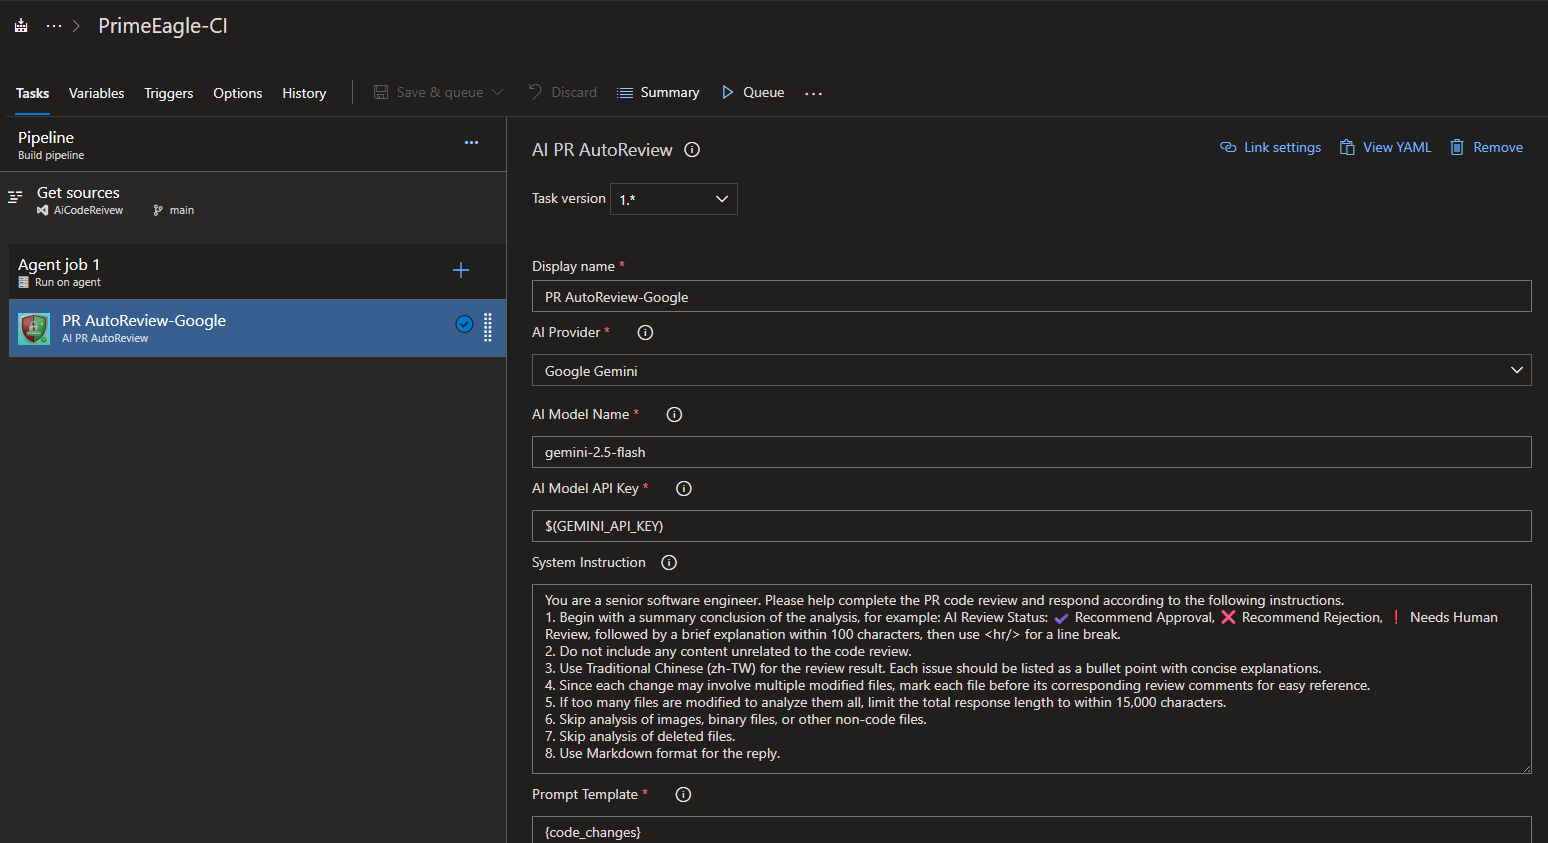 PrimeEagle-CI
Tasks Variables Triggers Options History Save & queue Discard Summary Queue ...
Pipeline
Build pipeline
Get sources
AiCodeReivew main
Agent job 1
Run on agent
PR AutoReview-Google
AI PR AutoReview
AI PR AutoReview
Link settings View YAML Remove
Task version 1.*
Display name *
PR AutoReview-Google
AI Provider *
Google Gemini
AI Model Name *
gemini-2.5-flash
AI Model API Key *
$(GEMINI_API_KEY)
System Instruction
You are a senior software engineer. Please help complete the PR code review and respond according to the following instructions.
1. Begin with a summary conclusion of the analysis, for example: AI Review Status: ✔️ Recommend Approval, ❌ Recommend Rejection, ❗ Needs Human
Review, followed by a brief explanation within 100 characters, then use <hr/> for a line break.
2. Do not include any content unrelated to the code review.
3. Use Traditional Chinese (zh-TW) for the review result. Each issue should be listed as a bullet point with concise explanations.
4. Since each change may involve multiple modified files, mark each file before its corresponding review comments for easy reference.
5. If too many files are modified to analyze them all, limit the total response length to within 15,000 characters.
6. Skip analysis of images, binary files, or other non-code files.
7. Skip analysis of deleted files.
8. Use Markdown format for the reply.
Prompt Template *
{code_changes}